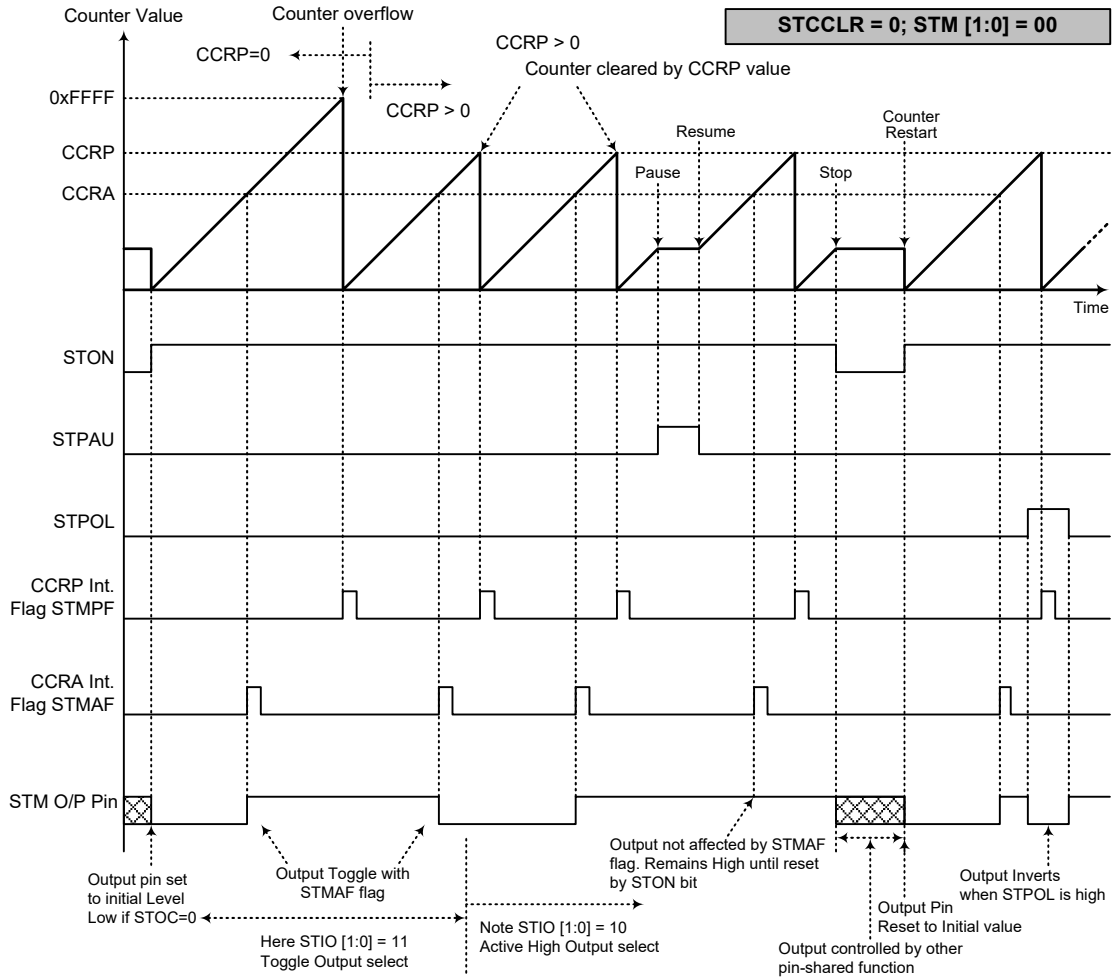 Counter Value
Counter overflow
STCCLR = 0; STM [1:0] = 00
CCRP=0
CCRP > 0
CCRP > 0
Counter cleared by CCRP value
0xFFFF
CCRP
CCRA
Pause
Resume
Stop
Counter
Restart
Time
STON
STPAU
STPOL
CCRP Int.
Flag STMPF
CCRA Int.
Flag STMAF
STM O/P Pin
Output pin set
to initial Level
Low if STOC=0
Output Toggle with
STMAF flag
Here STIO [1:0] = 11
Toggle Output select
Note STIO [1:0] = 10
Active High Output select
Output not affected by STMAF
flag. Remains High until reset
by STON bit
Output controlled by other
pin-shared function
Output Pin
Reset to Initial value
Output Inverts
when STPOL is high